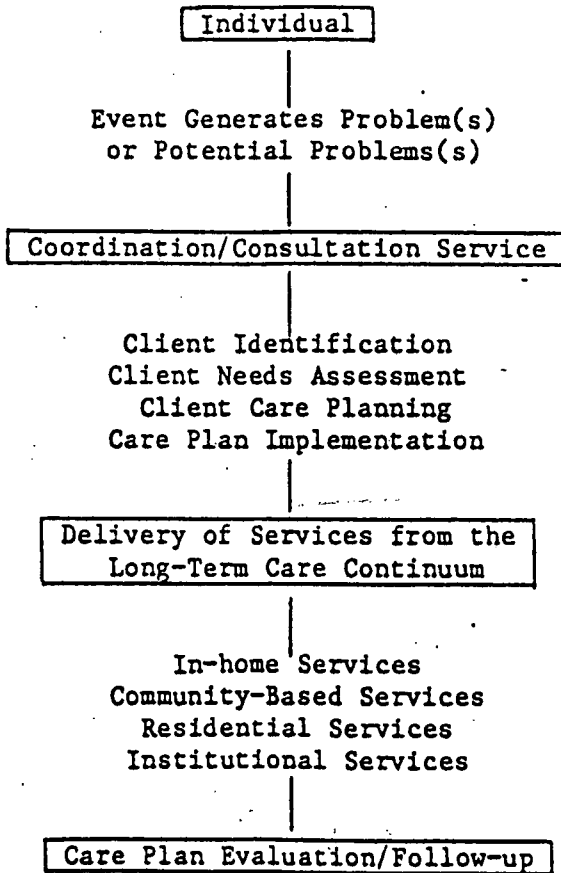 Individual
Event Generates Problem(s)
or Potential Problems(s)
Coordination/Consultation Service
Client Identification
Client Needs Assessment
Client Care Planning
Care Plan Implementation
Delivery of Services from the
Long-Term Care Continuum
In-home Services
Community-Based Services
Residential Services
Institutional Services
Care Plan Evaluation/Follow-up